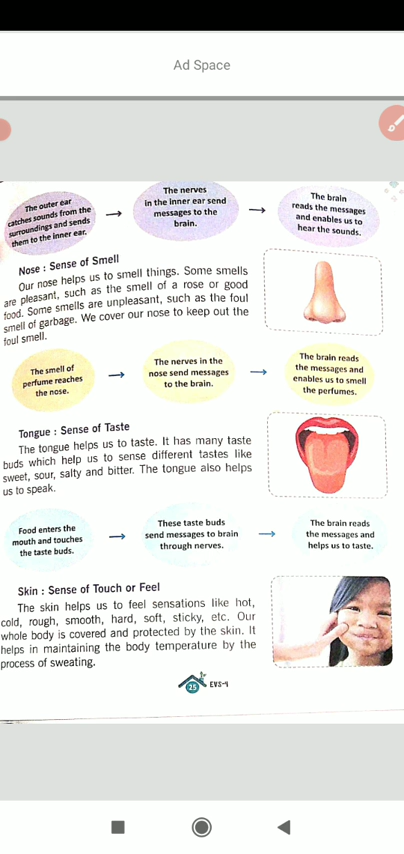 Ad Space
The outer ear
catches sounds from the
surroundings and sends
them to the inner ear.
The nerves
in the inner ear send
messages to the
brain.
The brain
reads the messages
and enables us to
hear the sounds.
Nose : Sense of Smell
Our nose helps us to smell things. Some smells
are pleasant, such as the smell of a rose or good
food. Some smells are unpleasant, such as the foul
smell of garbage. We cover our nose to keep out the
foul smell.
The smell of
perfume reaches
the nose.
The nerves in the
nose send messages
to the brain.
The brain reads
the messages and
enables us to smell
the perfumes.
Tongue : Sense of Taste
The tongue helps us to taste. It has many taste
buds which help us to sense different tastes like
sweet, sour, salty and bitter. The tongue also helps
us to speak.
Food enters the
mouth and touches
the taste buds.
These taste buds
send messages to brain
through nerves.
The brain reads
the messages and
helps us to taste.
Skin : Sense of Touch or Feel
The skin helps us to feel sensations like hot,
cold, rough, smooth, hard, soft, sticky, etc. Our
whole body is covered and protected by the skin. It
helps in maintaining the body temperature by the
process of sweating.
25 EVS-4